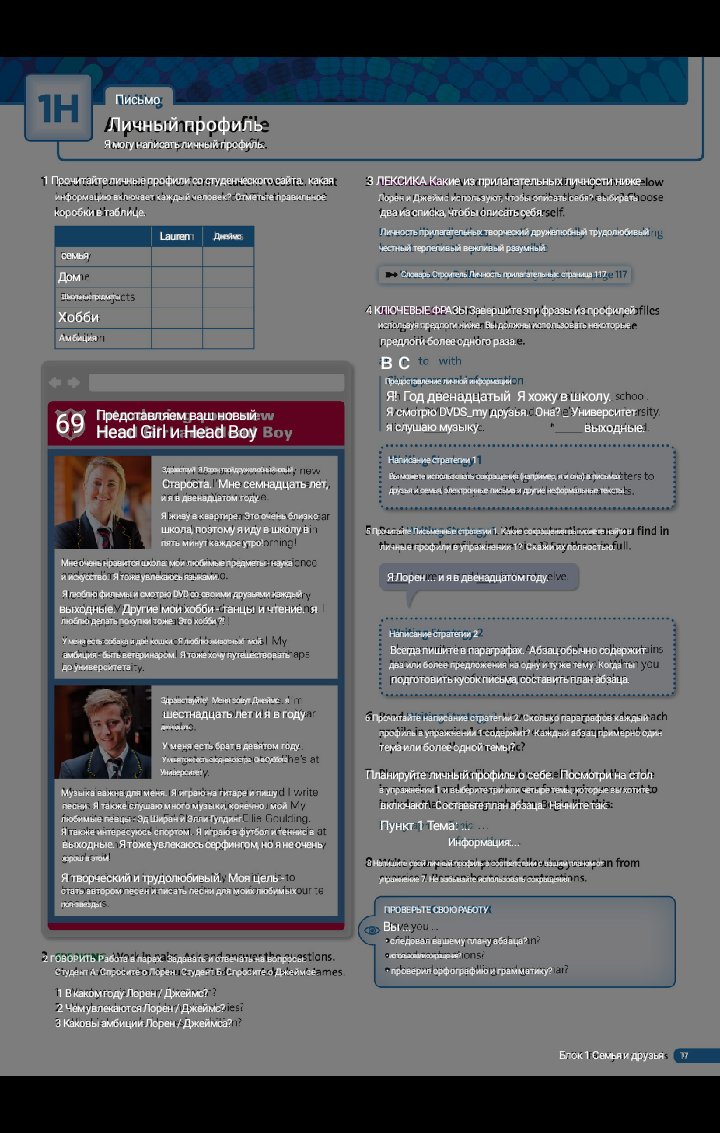 1H
Письмо
Личный профиль
Я могу написать личный профиль.
1 Прочитайте личные профили со студенческого сайта. какая
информацию включает каждый человек? Отметьте правильное
коробки в таблице.
Lauren
Джеймс
семья
Дом
Школьные предметы
Хобби
Амбиция
Представляем ваш новый
69 Head Girl и Head Boy
Староста. Мне семнадцать лет,
и я в двенадцатом году.
Я живу в квартире. Это очень близко
школа, поэтому я иду в школу в
пять минут каждое утро!
Мне очень нравится школа: мои любимые предметы - наука
и искусство. Я тоже увлекаюсь языками.
Я люблю фильмы и смотрю DVD со своими друзьями каждый
выходные. Другие мои хобби - танцы и чтение. я
люблю делать покупки тоже. Это хобби?!
У меня есть собака и две кошки. Я люблю животных: мой
амбиция - быть ветеринаром. Я тоже хочу путешествовать
до университета
Здравствуйте! Меня зовут Джеймс. я
шестнадцать лет и я в году
двенадцать.
У меня есть брат в девятом году.
Университет.
Музыка важна для меня. Я играю на гитаре и пишу
песни. Я также слушаю много музыки, конечно. мой
любимые певцы - Эд Ширан и Элли Гулдинг.
Я также интересуюсь спортом. Я играю в футбол и теннис в
выходные. Я тоже увлекаюсь серфингом, но я не очень
хорош в этом!
Я творческий и трудолюбивый. Моя цель -
стать автором песен и писать песни для моих любимых
поп-звезды.
2 ГОВОРИТЬ Работа в парах. Задавать и отвечать на вопросы.
Студент А: Спросите о Лорен. Студент Б: Спросите о Джеймсе.
1 В каком году Лорен / Джеймс?
2 Чем увлекаются Лорен / Джеймс?
3 Каковы амбиции Лорен / Джеймса?
3 ЛЕКСИКА Какие из прилагательных личности ниже
Лорен и Джеймс используют, чтобы описать себя? выбирать
два из списка, чтобы описать себя.
Личность прилагательных творческий дружелюбный трудолюбивый
честный терпеливый вежливый разумный
Словарь Строитель Личность прилагательных: страница 117
4 КЛЮЧЕВЫЕ ФРАЗЫ Завершите эти фразы из профилей
используя предлоги ниже. Вы должны использовать некоторые
предлоги более одного раза.
в с
Предоставление личной информации
Я! Год двенадцатый Я хожу в школу.
Я смотрю DVDS_my друзья. Она? _ Университет
я слушаю музыку. выходные.
Написание стратегии 1
Вы можете использовать сокращения (например, я и она) в письмах
друзья и семья, электронные письма и другие неформальные тексты.
5 Прочитайте Письменные стратегии 1. Какие сокращения вы можете найти
личные профили в упражнении 1? Скажи их полностью.
Я Лорен ... и я в двенадцатом году.
Написание стратегии 2
Всегда пишите в параграфах. Абзац обычно содержит
два или более предложения на одну и ту же тему. Когда ты
подготовить кусок письма, составить план абзаца.
6 Прочитайте написание стратегии 2. Сколько параграфов каждый
профиль в упражнении 1 содержит? Каждый абзац примерно один
тема или более одной темы?
Планируйте личный профиль о себе. Посмотри на стол
в упражнении 1 и выберите три или четыре темы, которые вы хотите
включают. Составьте план абзаца. Начните так:
Пункт 1 Тема: ...
Информация:...
8 Напишите свой личный профиль в соответствии с вашим планом от
упражнение 7. Не забывайте использовать сокращения.
ПРОВЕРЬТЕ СВОЮ РАБОТУ
Вы ...
• следовал вашему плану абзаца?
• использовали сокращения?
• проверил орфографию и грамматику?
Блок 1 Семья и друзья